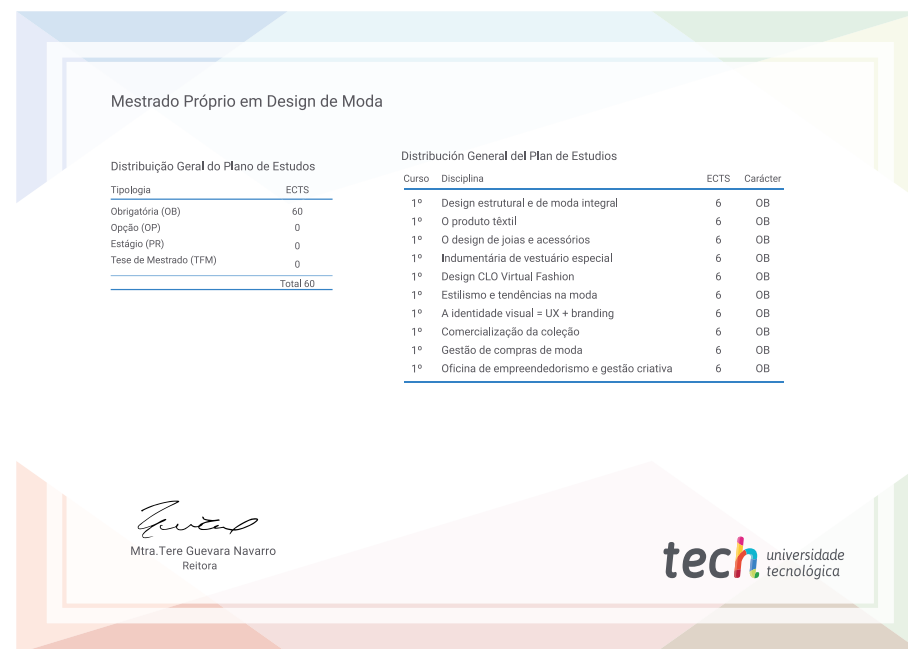 Mestrado Próprio em Design de Moda
Distribuição Geral do Plano de Estudos
Tipologia ECTS
Obrigatória (OB) 60
Opção (OP) 0
Estágio (PR) 0
Tese de Mestrado (TFM) 0
Total 60
Distribución General del Plan de Estudios
Curso Disciplina ECTS Carácter
1º Design estrutural e de moda integral 6 OB
1º O produto têxtil 6 OB
1º O design de joias e acessórios 6 OB
1º Indumentária de vestuário especial 6 OB
1º Design CLO Virtual Fashion 6 OB
1º Estilismo e tendências na moda 6 OB
1º A identidade visual = UX + branding 6 OB
1º Comercialização da coleção 6 OB
1º Gestão de compras de moda 6 OB
1º Oficina de empreendedorismo e gestão criativa 6 OB
Mtra.Tere Guevara Navarro
Reitora
tech universidade
tecnológica